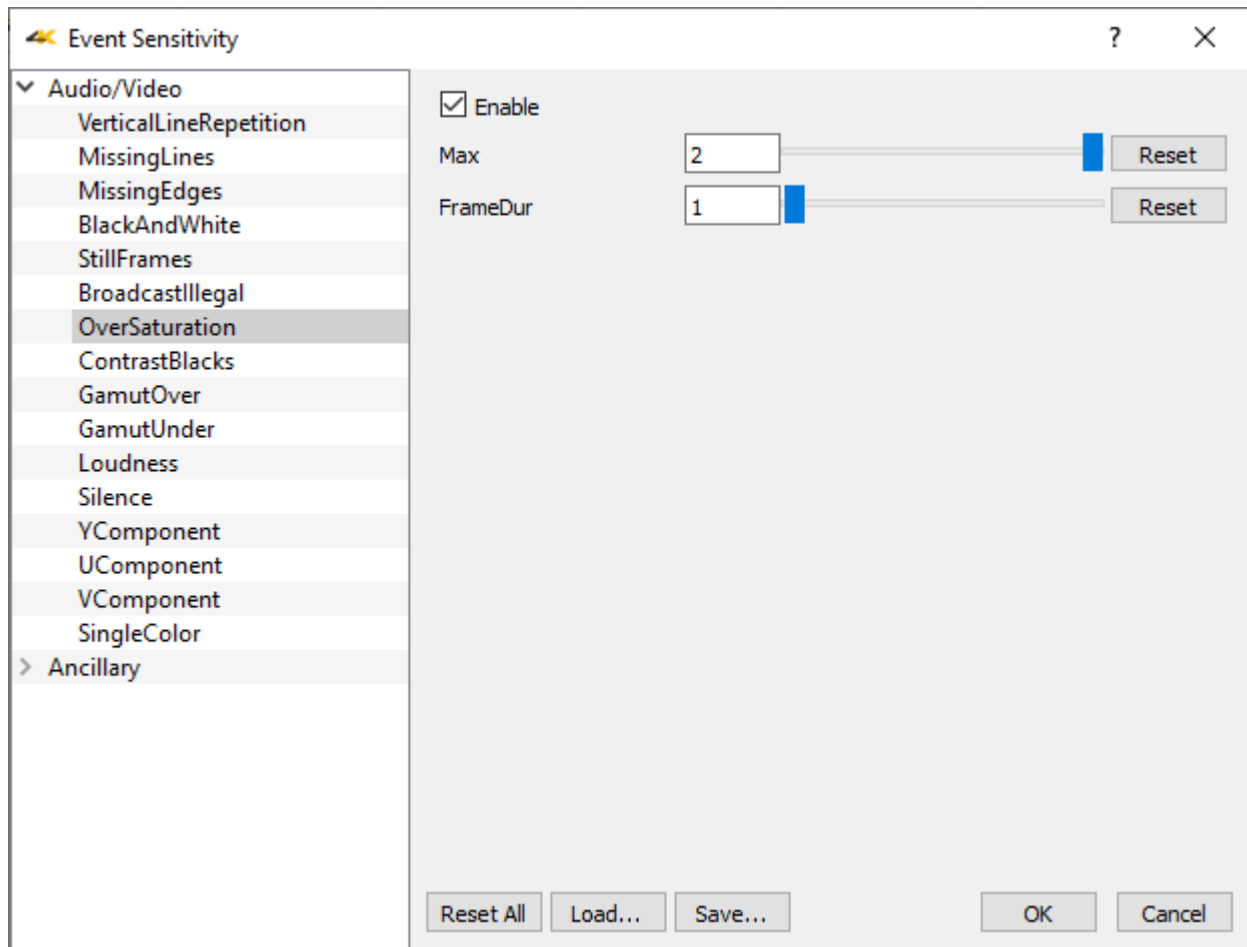 4K Event Sensitivity ?
Audio/Video
VerticalLineRepetition
MissingLines
MissingEdges
BlackAndWhite
StillFrames
BroadcastIllegal
OverSaturation
ContrastBlacks
GamutOver
GamutUnder
Loudness
Silence
YComponent
UComponent
VComponent
SingleColor
Ancillary
Enable
Max 2 Reset
FrameDur 1 Reset
Reset All Load... Save... OK Cancel